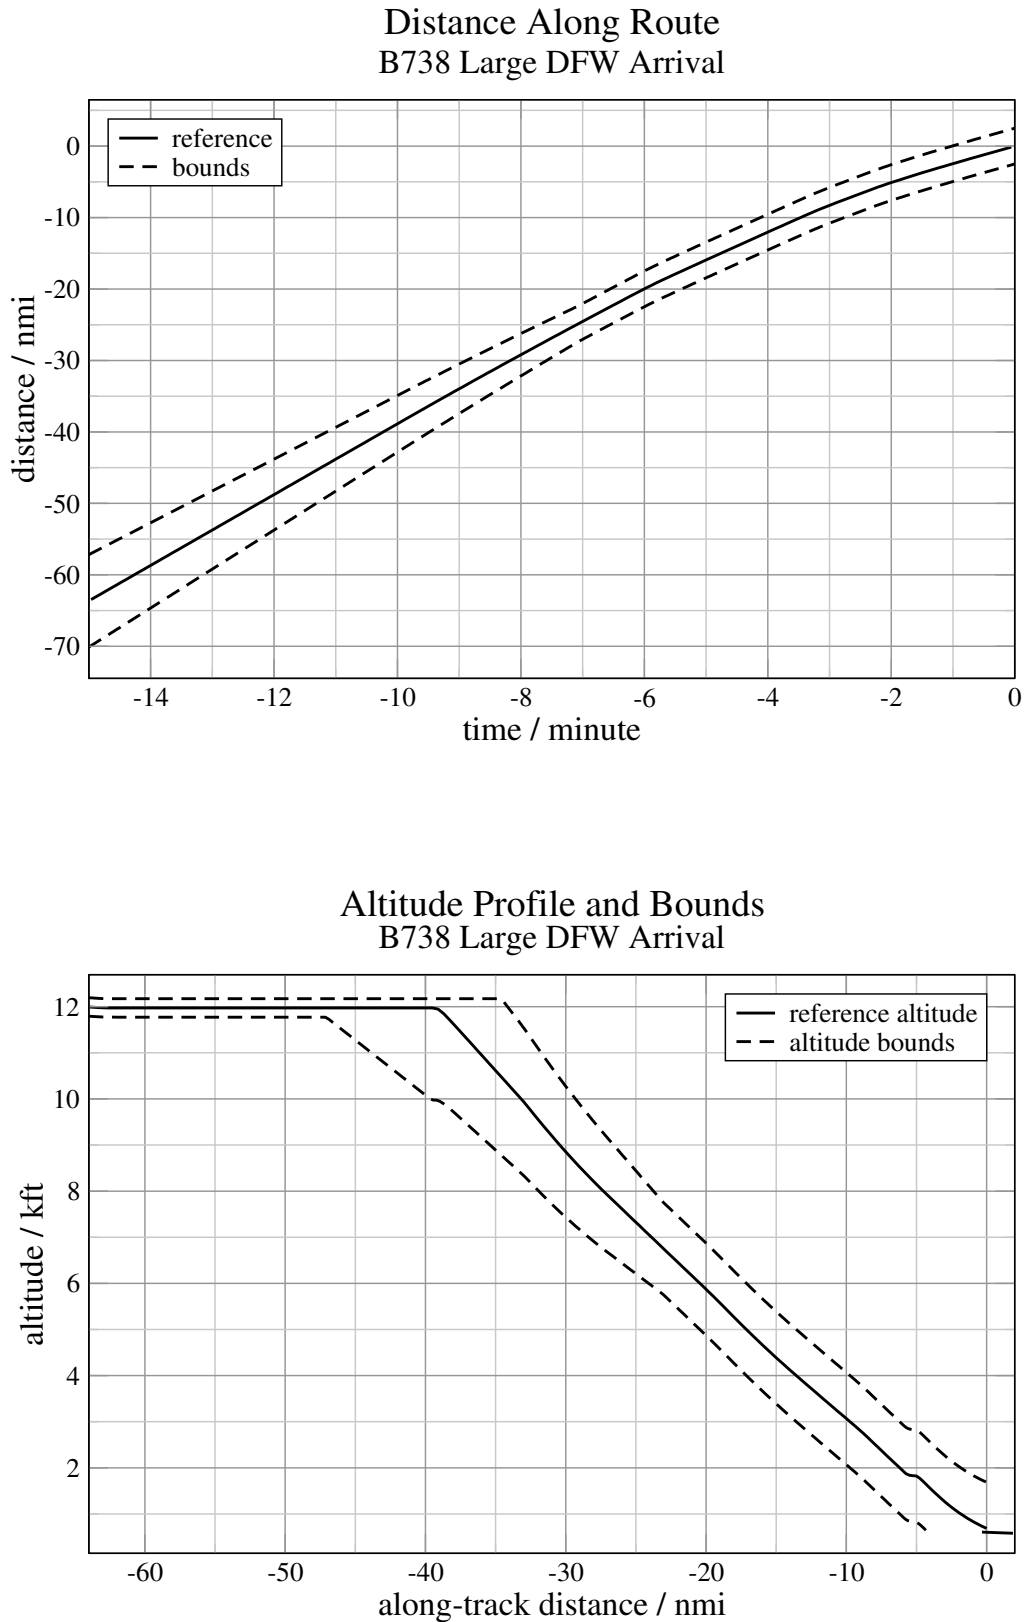 Distance Along Route
B738 Large DFW Arrival
reference
bounds
0
-10
-20
-30
-40
-50
-60
-70
distance / nmi
-14 -12 -10 -8 -6 -4 -2 0
time / minute
Altitude Profile and Bounds
B738 Large DFW Arrival
reference altitude
altitude bounds
12
10
8
6
4
2
altitude / kft
-60 -50 -40 -30 -20 -10 0
along-track distance / nmi